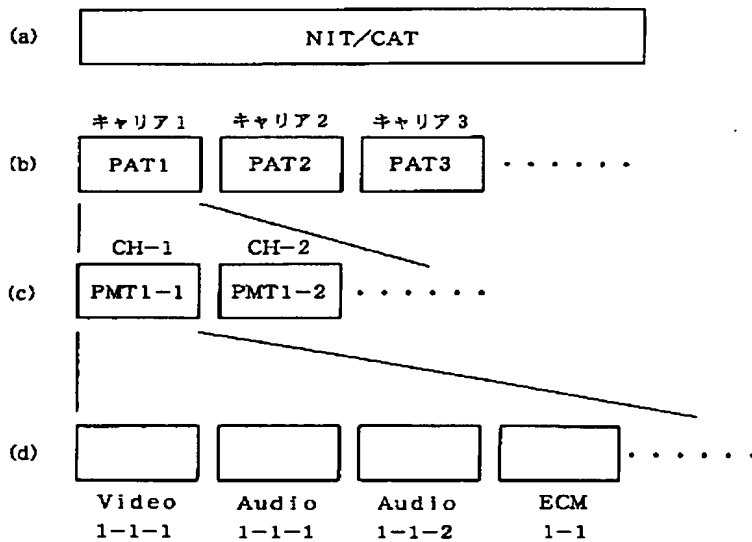 (a)
NIT/CAT
キャリア1 キャリア2 キャリア3
(b)
PAT1 PAT2 PAT3 ・・・・・・
CH-1 CH-2
(c)
PMT1-1 PMT1-2 ・・・・・・
(d)
・・・・・・
Video Audio Audio ECM
1-1-1 1-1-1 1-1-2 1-1